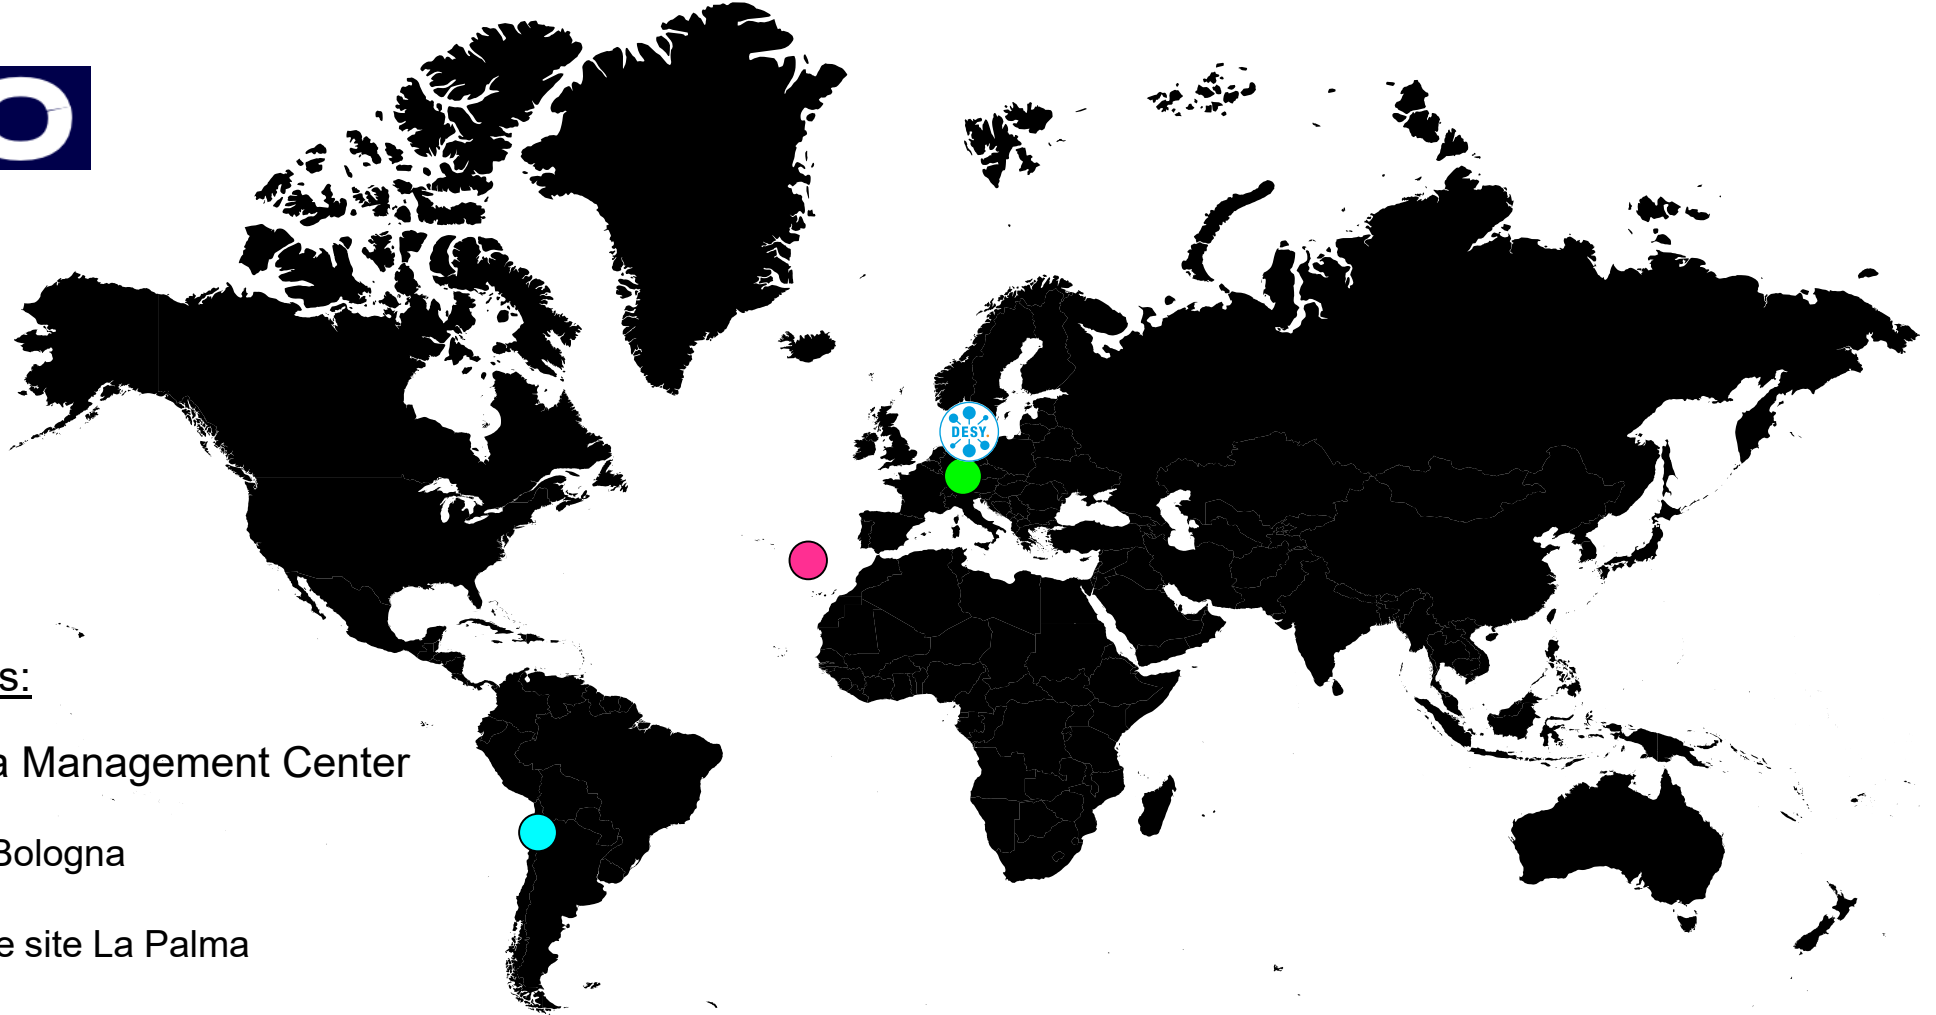 DESY.
s:
a Management Center
Bologna
e site La Palma